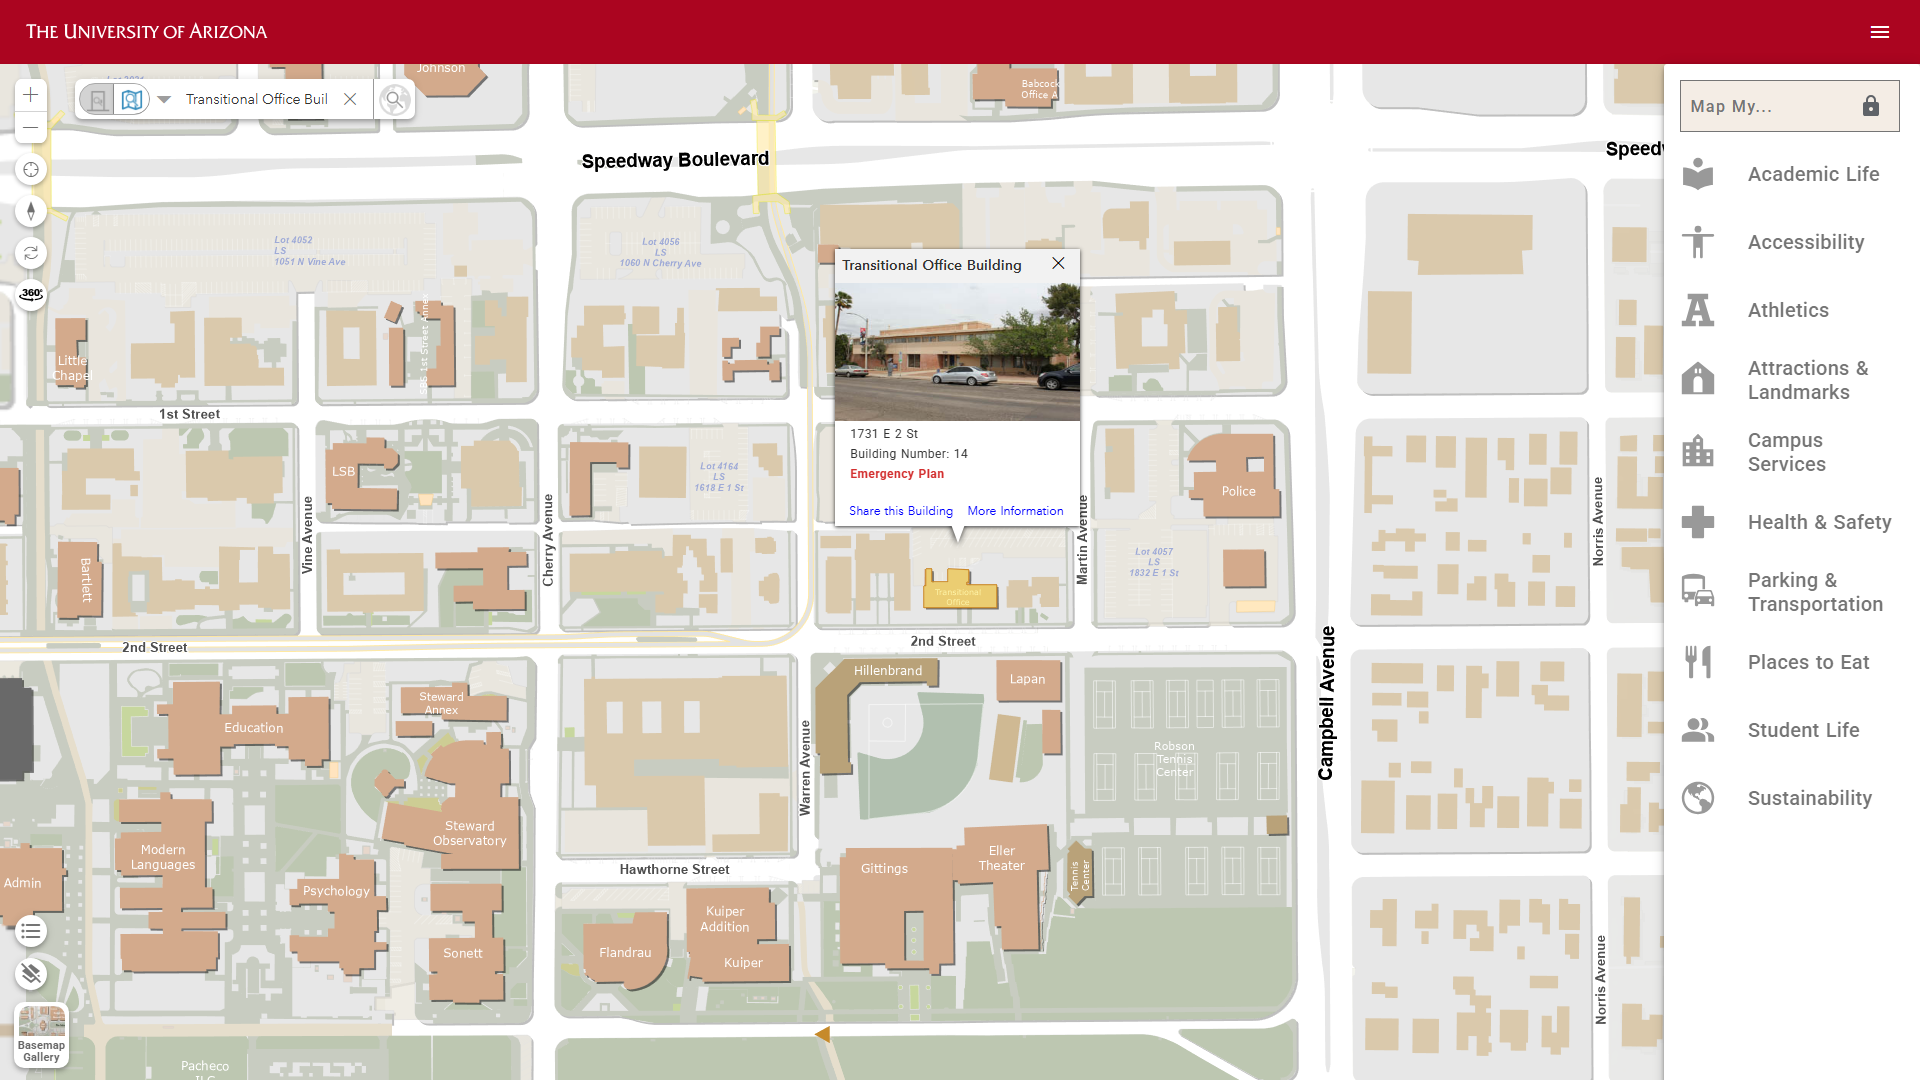 THE UNIVERSITY OF ARIZONA
Transitional Office Buil
360°
Basemap
Gallery
Map My...
Academic Life
Accessibility
Athletics
Attractions &
Landmarks
Campus
Services
Health & Safety
Parking &
Transportation
Places to Eat
Student Life
Sustainability
Johnson
Babcock
Office A
Speedway Boulevard
Speedw
Lot 4052
LS
1051 N Vine Ave
Lot 4056
LS
1060 N Cherry Ave
Transitional Office Building
1731 E 2 St
Building Number: 14
Emergency Plan
Share this Building
More Information
Little
Chapel
SBS 1st Street Annex
1st Street
LSB
Lot 4164
LS
1618 E 1 St
Police
Vine Avenue
Cherry Avenue
Martin Avenue
Norris Avenue
Bartlett
Lot 4057
LS
1832 E 1 St
Transitional
Office
2nd Street
2nd Street
Hillenbrand
Lapan
Education
Steward
Annex
Warren Avenue
Robson
Tennis
Center
Campbell Avenue
Steward
Observatory
Modern
Languages
Admin
Psychology
Hawthorne Street
Gittings
Eller
Theater
Tennis
Center
Kuiper
Addition
Flandrau
Kuiper
Sonett
Norris Avenue
Pacheco